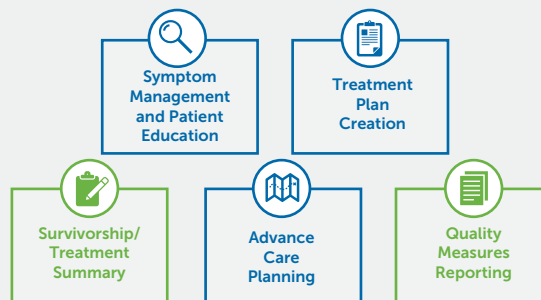 Symptom
Management
and Patient
Education
Treatment
Plan
Creation
Survivorship/
Treatment
Summary
Advance
Care
Planning
Quality
Measures
Reporting